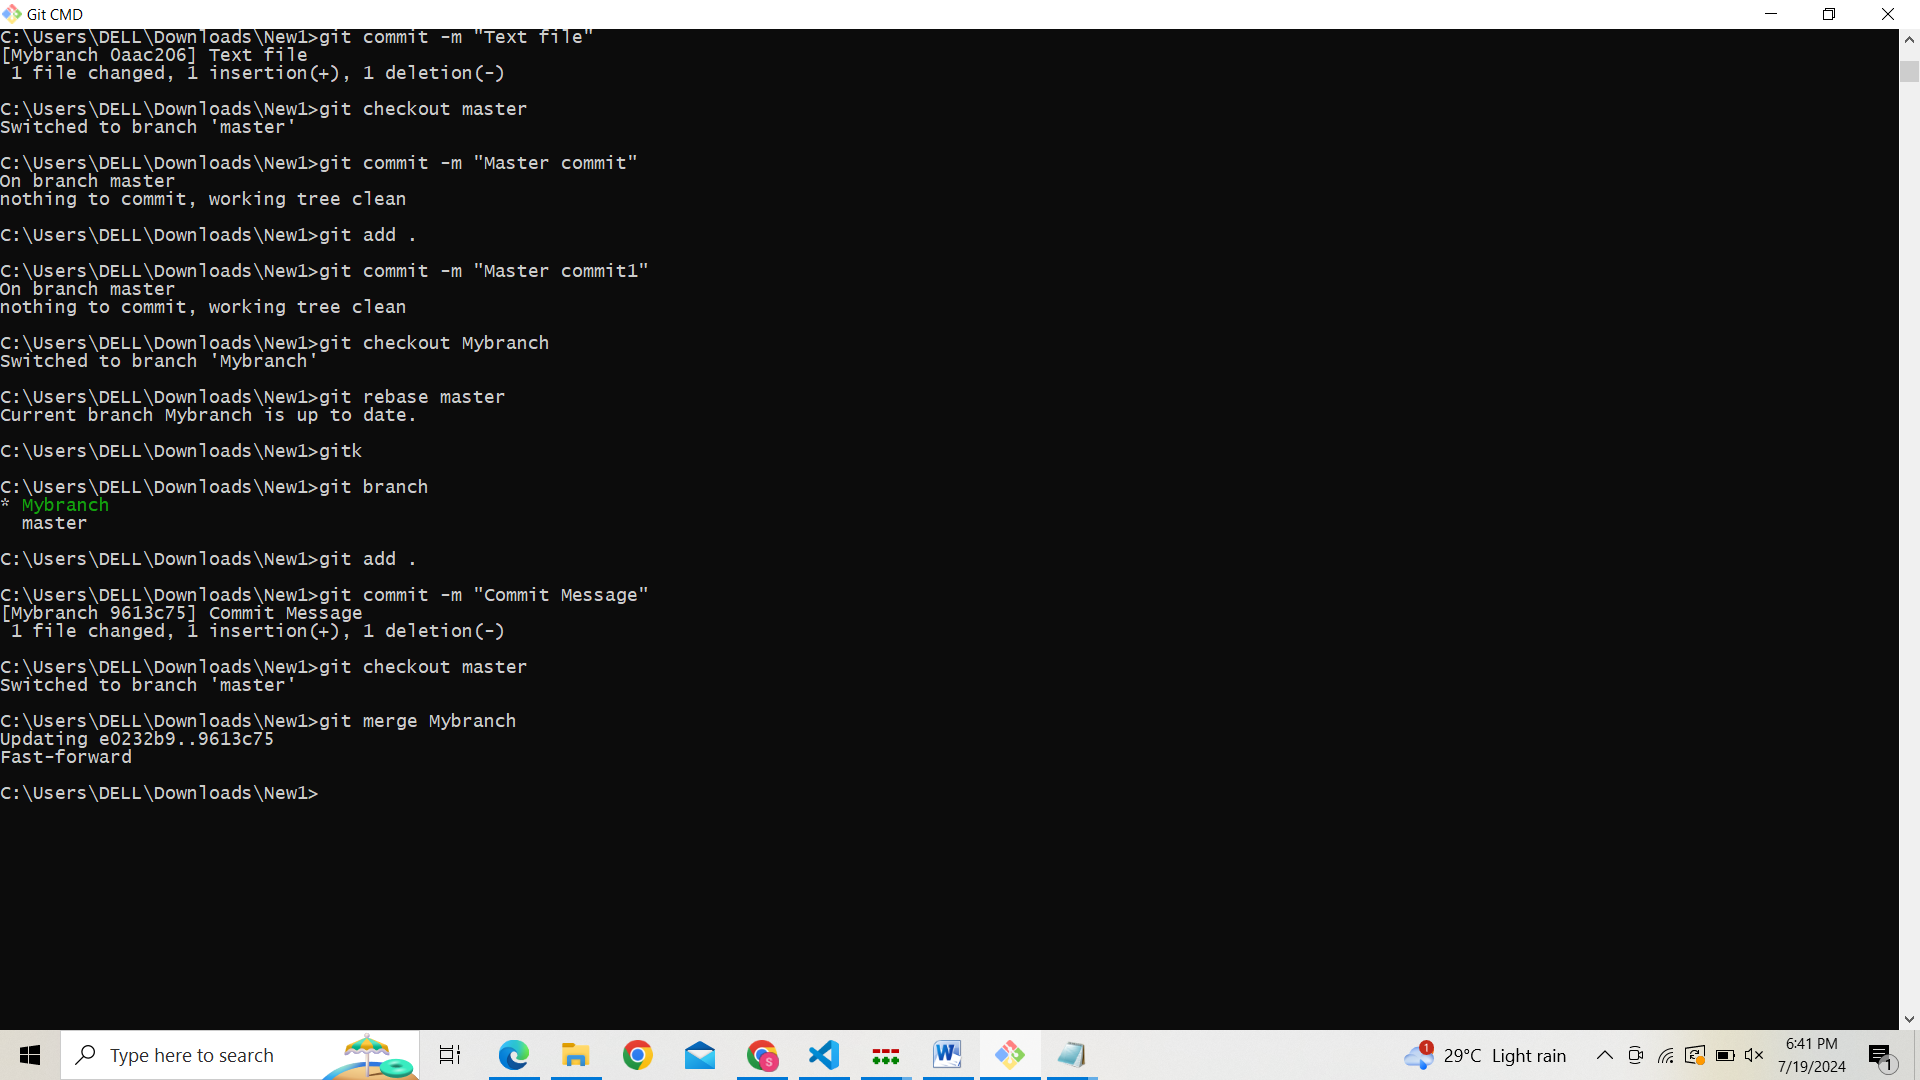 Git CMD
C:\Users\DELL\Downloads\New1>git commit -m "Text file"
[Mybranch 0aac206] Text file
 1 file changed, 1 insertion(+), 1 deletion(-)
C:\Users\DELL\Downloads\New1>git checkout master
Switched to branch 'master'
C:\Users\DELL\Downloads\New1>git commit -m "Master commit"
On branch master
nothing to commit, working tree clean
C:\Users\DELL\Downloads\New1>git add .
C:\Users\DELL\Downloads\New1>git commit -m "Master commit1"
On branch master
nothing to commit, working tree clean
C:\Users\DELL\Downloads\New1>git checkout Mybranch
Switched to branch 'Mybranch'
C:\Users\DELL\Downloads\New1>git rebase master
Current branch Mybranch is up to date.
C:\Users\DELL\Downloads\New1>gitk
C:\Users\DELL\Downloads\New1>git branch
* Mybranch
  master
C:\Users\DELL\Downloads\New1>git add .
C:\Users\DELL\Downloads\New1>git commit -m "Commit Message"
[Mybranch 9613c75] Commit Message
 1 file changed, 1 insertion(+), 1 deletion(-)
C:\Users\DELL\Downloads\New1>git checkout master
Switched to branch 'master'
C:\Users\DELL\Downloads\New1>git merge Mybranch
Updating e0232b9..9613c75
Fast-forward
C:\Users\DELL\Downloads\New1>
Type here to search
S
W
1
29°C Light rain
6:41 PM
7/19/2024
1